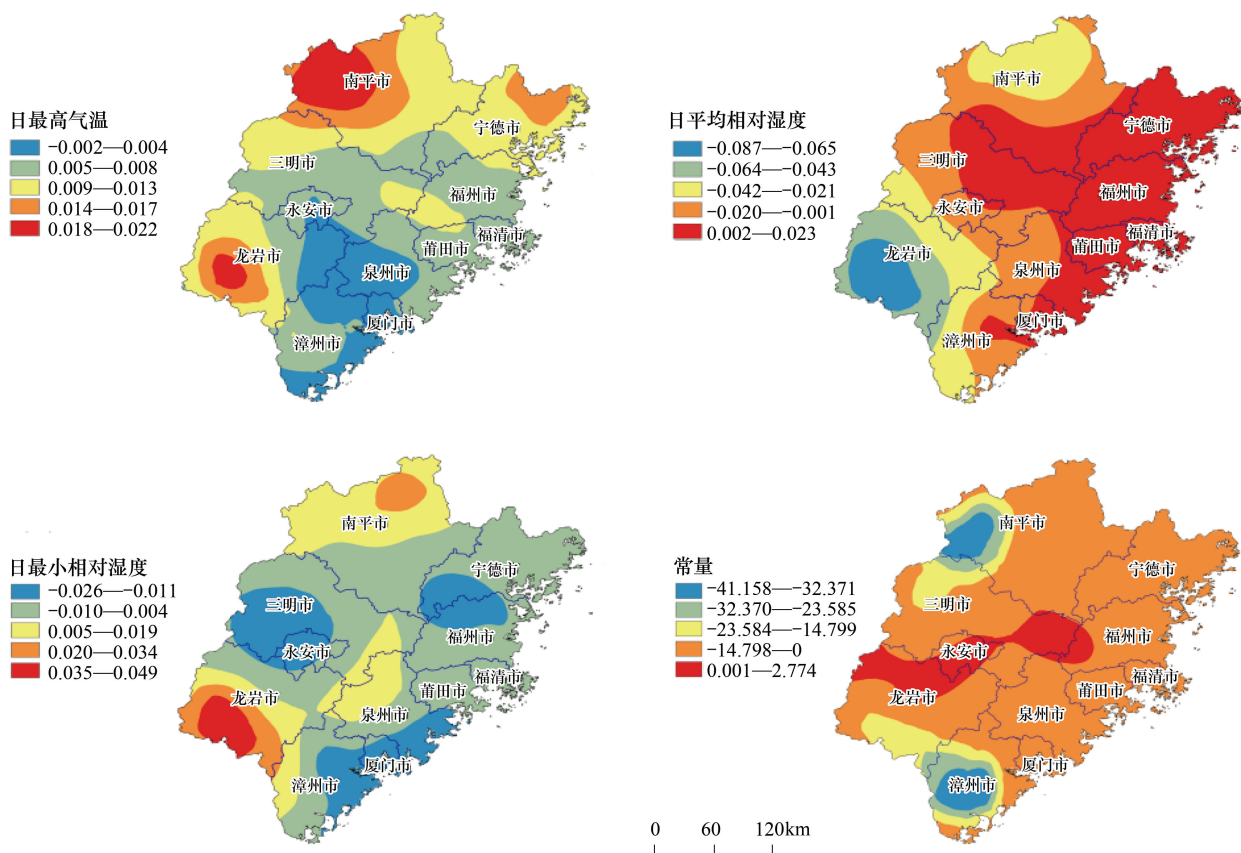 日最高气温
-0.002—0.004
0.005—0.008
0.009—0.013
0.014—0.017
0.018—0.022
南平市
宁德市
三明市
福州市
永安市
福清市
莆田市
龙岩市
泉州市
厦门市
漳州市
日平均相对湿度
-0.087—-0.065
-0.064—-0.043
-0.042—-0.021
-0.020—-0.001
0.002—0.023
南平市
宁德市
三明市
福州市
永安市
福清市
莆田市
龙岩市
泉州市
厦门市
漳州市
日最小相对湿度
-0.026—-0.011
-0.010—0.004
0.005—0.019
0.020—0.034
0.035—0.049
南平市
宁德市
三明市
福州市
永安市
福清市
莆田市
龙岩市
泉州市
厦门市
漳州市
常量
-41.158—-32.371
-32.370—-23.585
-23.584—-14.799
-14.798—0
0.001—2.774
南平市
宁德市
三明市
福州市
永安市
福清市
莆田市
龙岩市
泉州市
厦门市
漳州市
0 60 120km